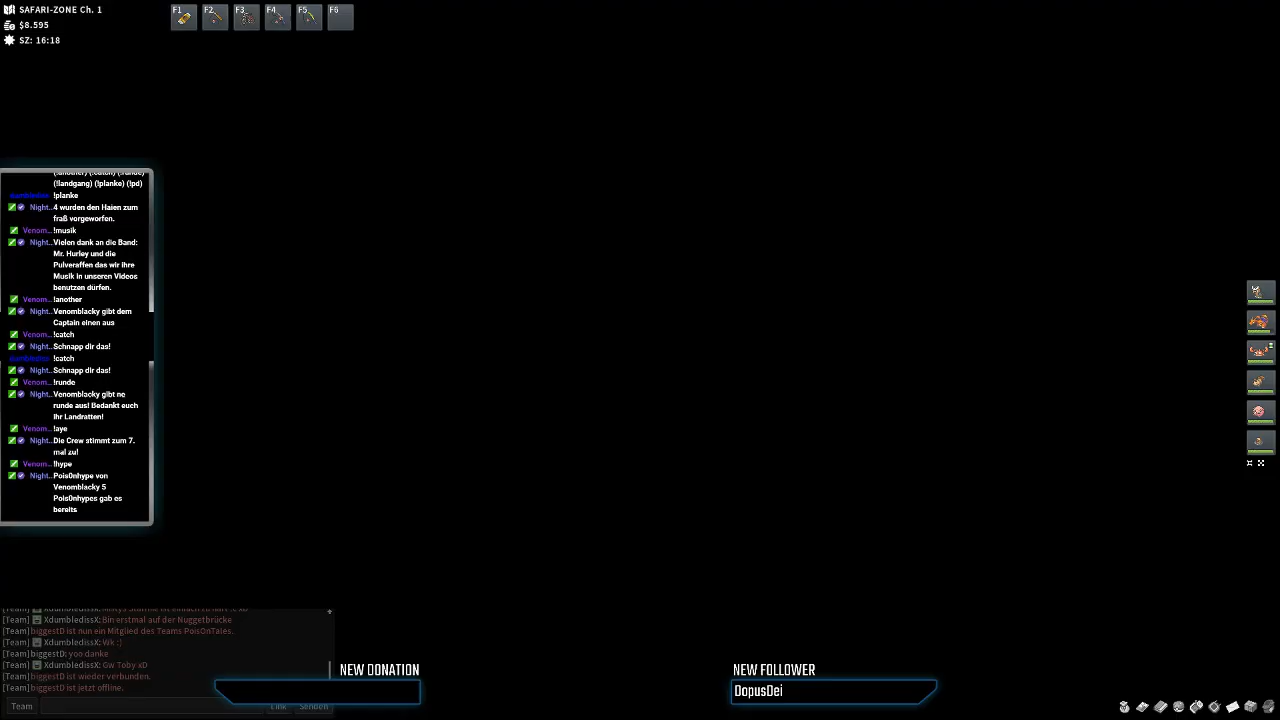 SAFARI-ZONE Ch. 1
$8.595
SZ: 16:18
F1 F2 F3 F4 F5 F6
(!another) (!catch) (!runde)
(!landgang) (!planke) (!pd)
!planke
Night.. 4 wurden den Haien zum
fraß vorgeworfen.
Venom... !musik
Night.. Vielen dank an die Band:
Mr. Hurley und die
Pulveraffen das wir ihre
Musik in unseren Videos
benutzen dürfen.
Venom... !another
Night.. Venomblacky gibt dem
Captain einen aus
Venom... !catch
Night.. Schnapp dir das!
!catch
Night.. Schnapp dir das!
Venom... !runde
Night.. Venomblacky gibt ne
runde aus! Bedankt euch
ihr Landratten!
Venom... !aye
Night.. Die Crew stimmt zum 7.
mal zu!
Venom... !hype
Night.. Pois0nhype von
Venomblacky 5
Pois0nhypes gab es
bereits
[Team] XdumbledissX: Bin erstmal auf der Nuggetbrücke
[Team] biggestD ist nun ein Mitglied des Teams PoisOnTales.
[Team] XdumbledissX: Wk :)
[Team] biggestD: yoo danke
[Team] XdumbledissX: Gw Toby xD
[Team] biggestD ist wieder verbunden.
[Team] biggestD ist jetzt offline.
Team Link Senden
NEW DONATION
NEW FOLLOWER
DopusDei